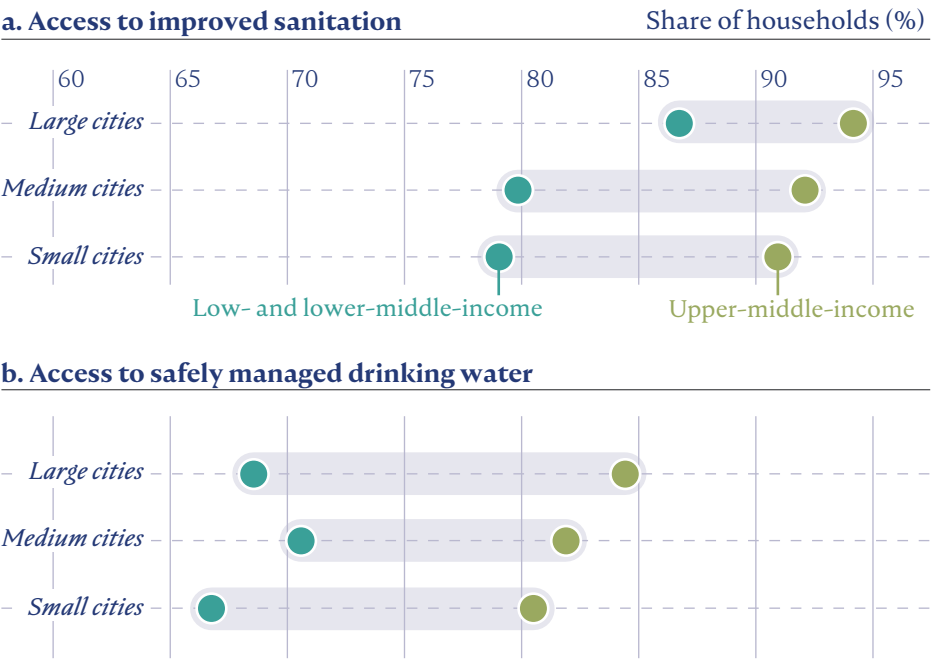 a. Access to improved sanitation Share of households (%)
60 65 70 75 80 85 90 95
Large cities
Medium cities
Small cities
Low- and lower-middle-income Upper-middle-income
b. Access to safely managed drinking water
Large cities
Medium cities
Small cities